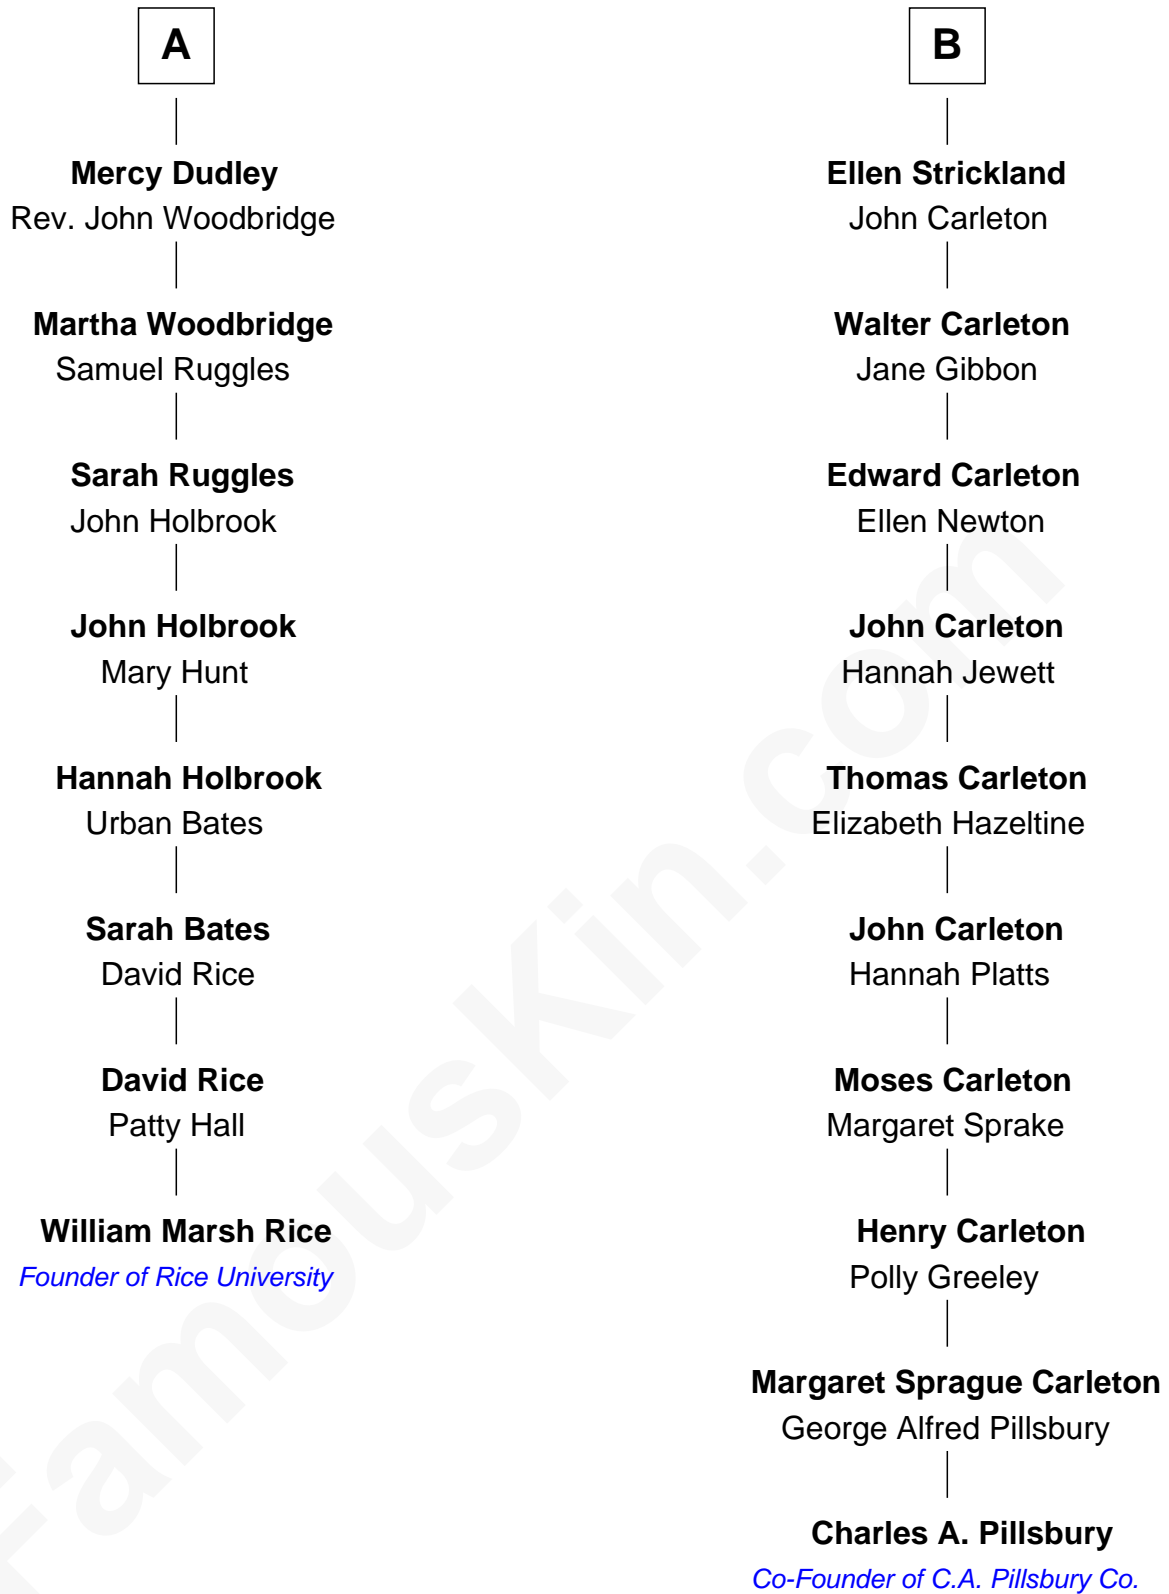 A
Mercy Dudley
Rev. John Woodbridge
Martha Woodbridge
Samuel Ruggles
Sarah Ruggles
John Holbrook
John Holbrook
Mary Hunt
Hannah Holbrook
Urban Bates
Sarah Bates
David Rice
David Rice
Patty Hall
William Marsh Rice
Founder of Rice University
B
Ellen Strickland
John Carleton
Walter Carleton
Jane Gibbon
Edward Carleton
Ellen Newton
John Carleton
Hannah Jewett
Thomas Carleton
Elizabeth Hazeltine
John Carleton
Hannah Platts
Moses Carleton
Margaret Sprake
Henry Carleton
Polly Greeley
Margaret Sprague Carleton
George Alfred Pillsbury
Charles A. Pillsbury
Co-Founder of C.A. Pillsbury Co.
FamousKin.com